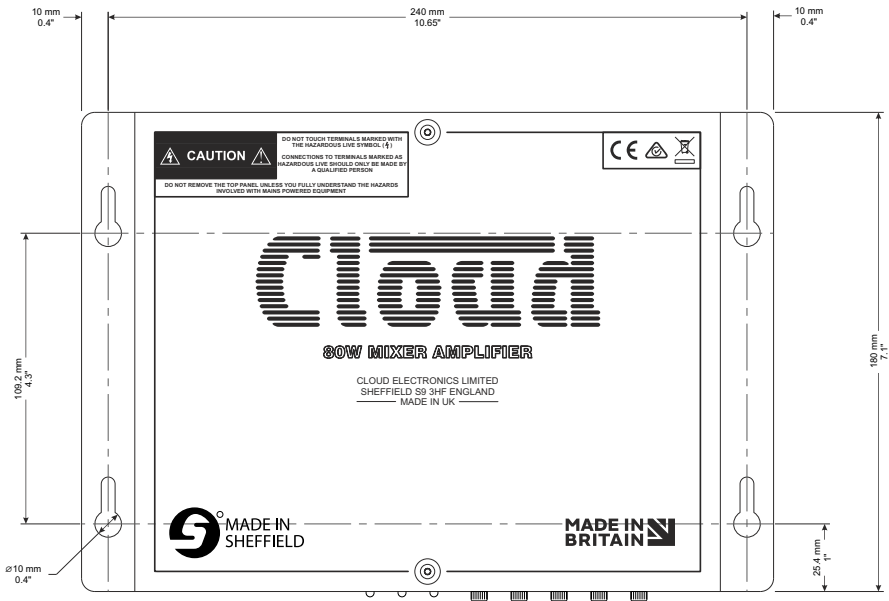 10 mm
0.4"
240 mm
10.65"
10 mm
0.4"
CAUTION
DO NOT TOUCH TERMINALS MARKED WITH
THE HAZARDOUS LIVE SYMBOL ( )
CONNECTIONS TO TERMINALS MARKED AS
HAZARDOUS LIVE SHOULD ONLY BE MADE BY
A QUALIFIED PERSON
DO NOT REMOVE THE TOP PANEL UNLESS YOU FULLY UNDERSTAND THE HAZARDS
INVOLVED WITH MAINS POWERED EQUIPMENT
CE
Cloud
80W MIXER AMPLIFIER
CLOUD ELECTRONICS LIMITED
SHEFFIELD S9 3HF ENGLAND
MADE IN UK
109.2 mm
4.3"
180 mm
7.1"
MADE IN
SHEFFIELD
MADE IN
BRITAIN
⌀10 mm
0.4"
25.4 mm
1"